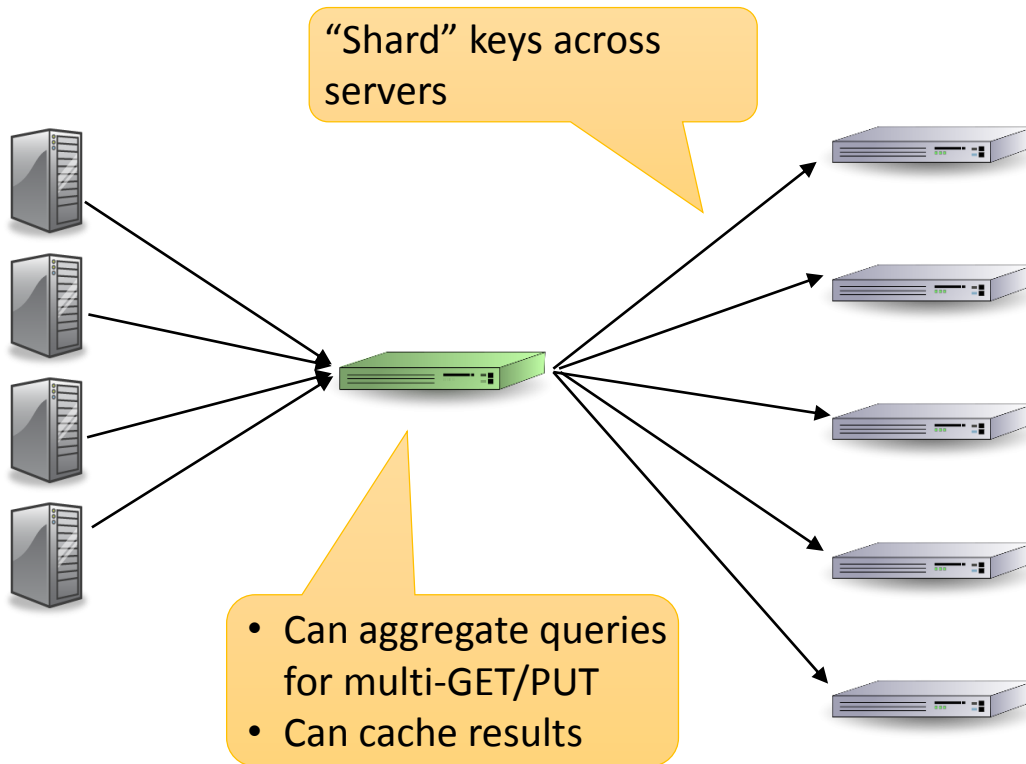 “Shard” keys across
servers
• Can aggregate queries
for multi-GET/PUT
• Can cache results